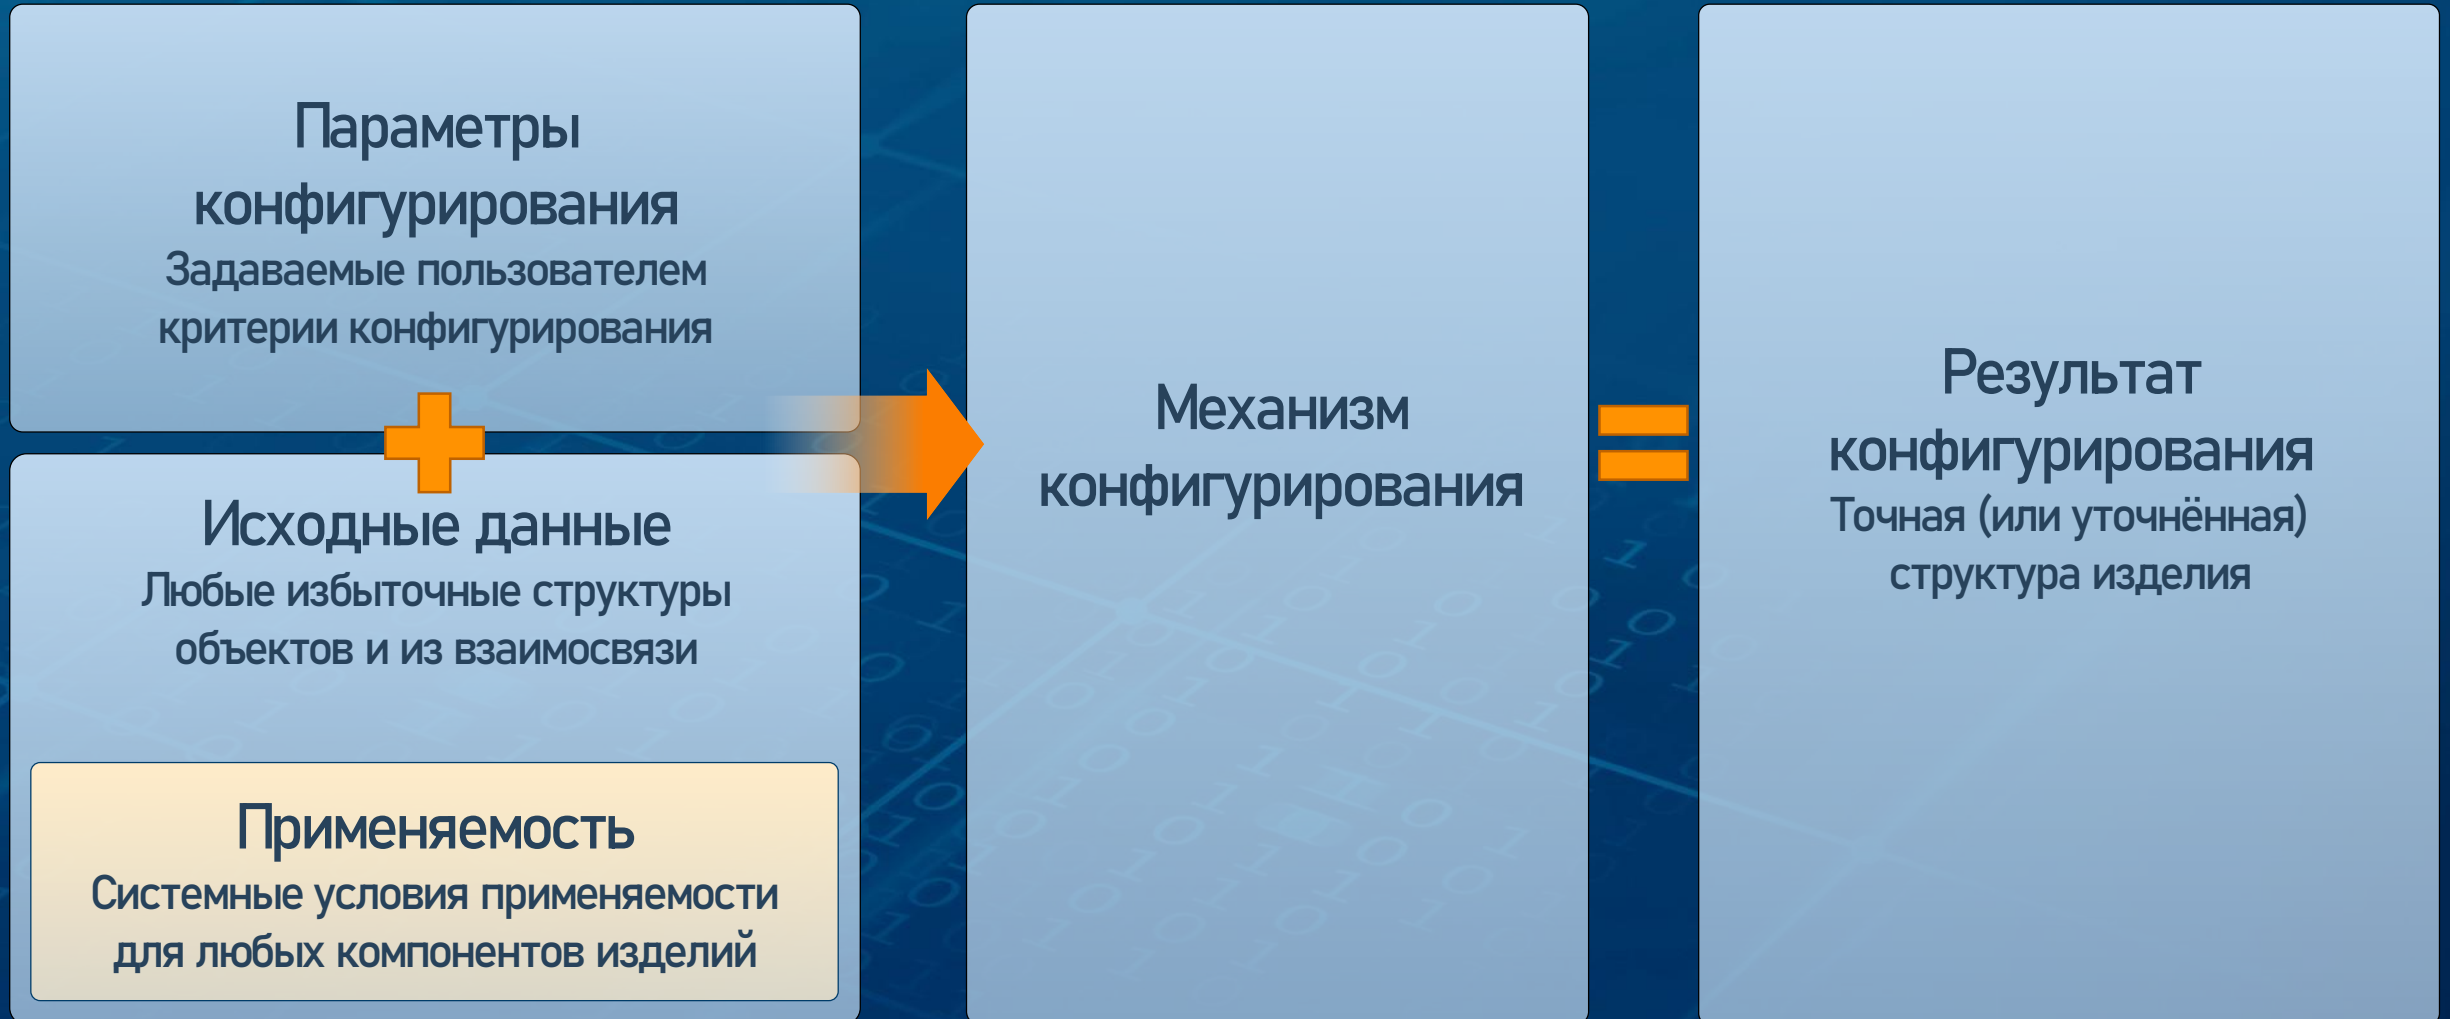 Параметры
конфигурирования
Задаваемые пользователем
критерии конфигурирования
Исходные данные
Любые избыточные структуры
объектов и из взаимосвязи
Применяемость
Системные условия применяемости
для любых компонентов изделий
Механизм
конфигурирования
Результат
конфигурирования
Точная (или уточнённая)
структура изделия